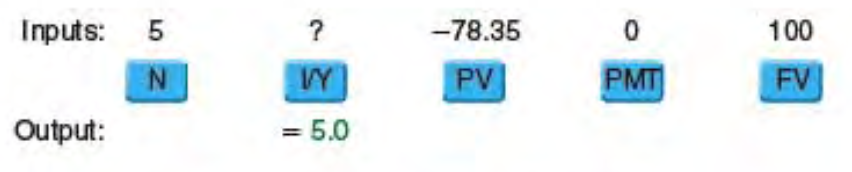 Inputs: 5 ? −78.35 0 100
N I/Y PV PMT FV
Output: = 5.0